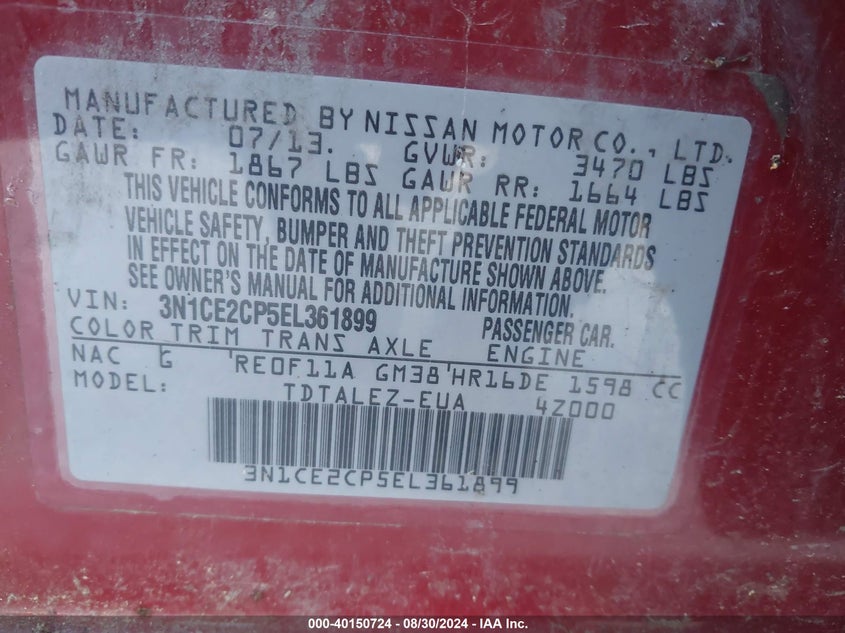 MANUFACTURED BY NISSAN MOTOR CO., LTD.
DATE: 07/13. GVWR: 3470 LBS
GAWR FR: 1867 LBS GAWR RR: 1664 LBS
THIS VEHICLE CONFORMS TO ALL APPLICABLE FEDERAL MOTOR
VEHICLE SAFETY, BUMPER AND THEFT PREVENTION STANDARDS
IN EFFECT ON THE DATE OF MANUFACTURE SHOWN ABOVE.
SEE OWNER'S MANUAL FOR ADDITIONAL INFORMATION.
VIN: 3N1CE2CP5EL361899 PASSENGER CAR.
COLOR TRIM TRANS AXLE ENGINE
NAC G RE0F11A GM38 HR16DE 1598 CC
MODEL: TDTALEZ-EUA 4Z000
3N1CE2CP5EL361899
000-40150724 - 08/30/2024 - IAA Inc.